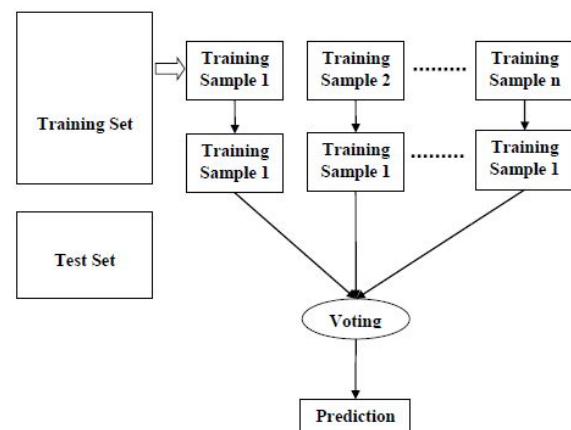 Training Set
Training
Sample 1
Training
Sample 2
.........
Training
Sample n
Training
Sample 1
Training
Sample 1
.........
Training
Sample 1
Test Set
Voting
Prediction